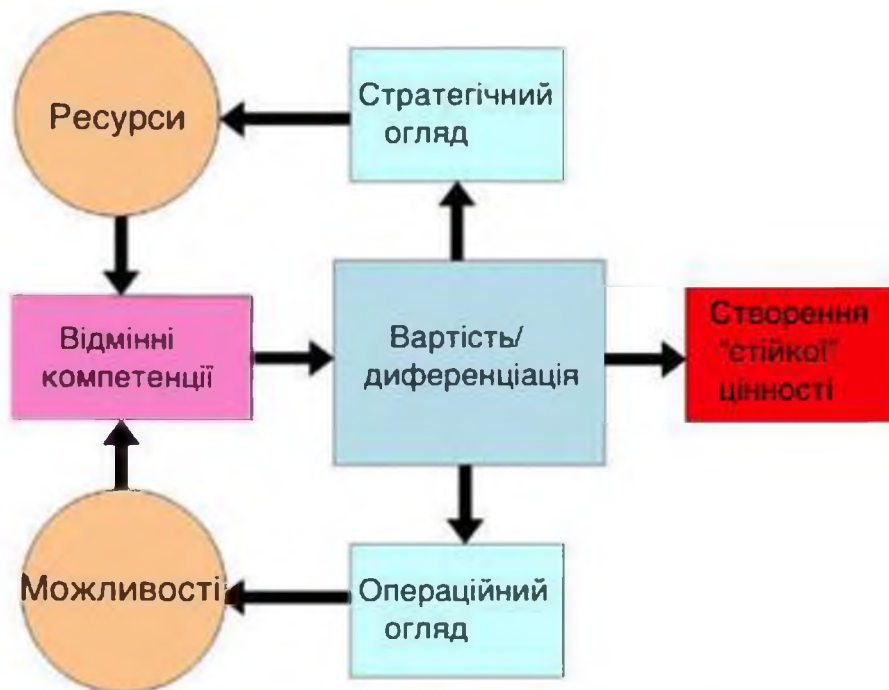 Ресурси
Стратегічний
огляд
Відмінні
компетенції
Вартість/
диференціація
Створення
"стійкої"
цінності
Можливості
Операційний
огляд